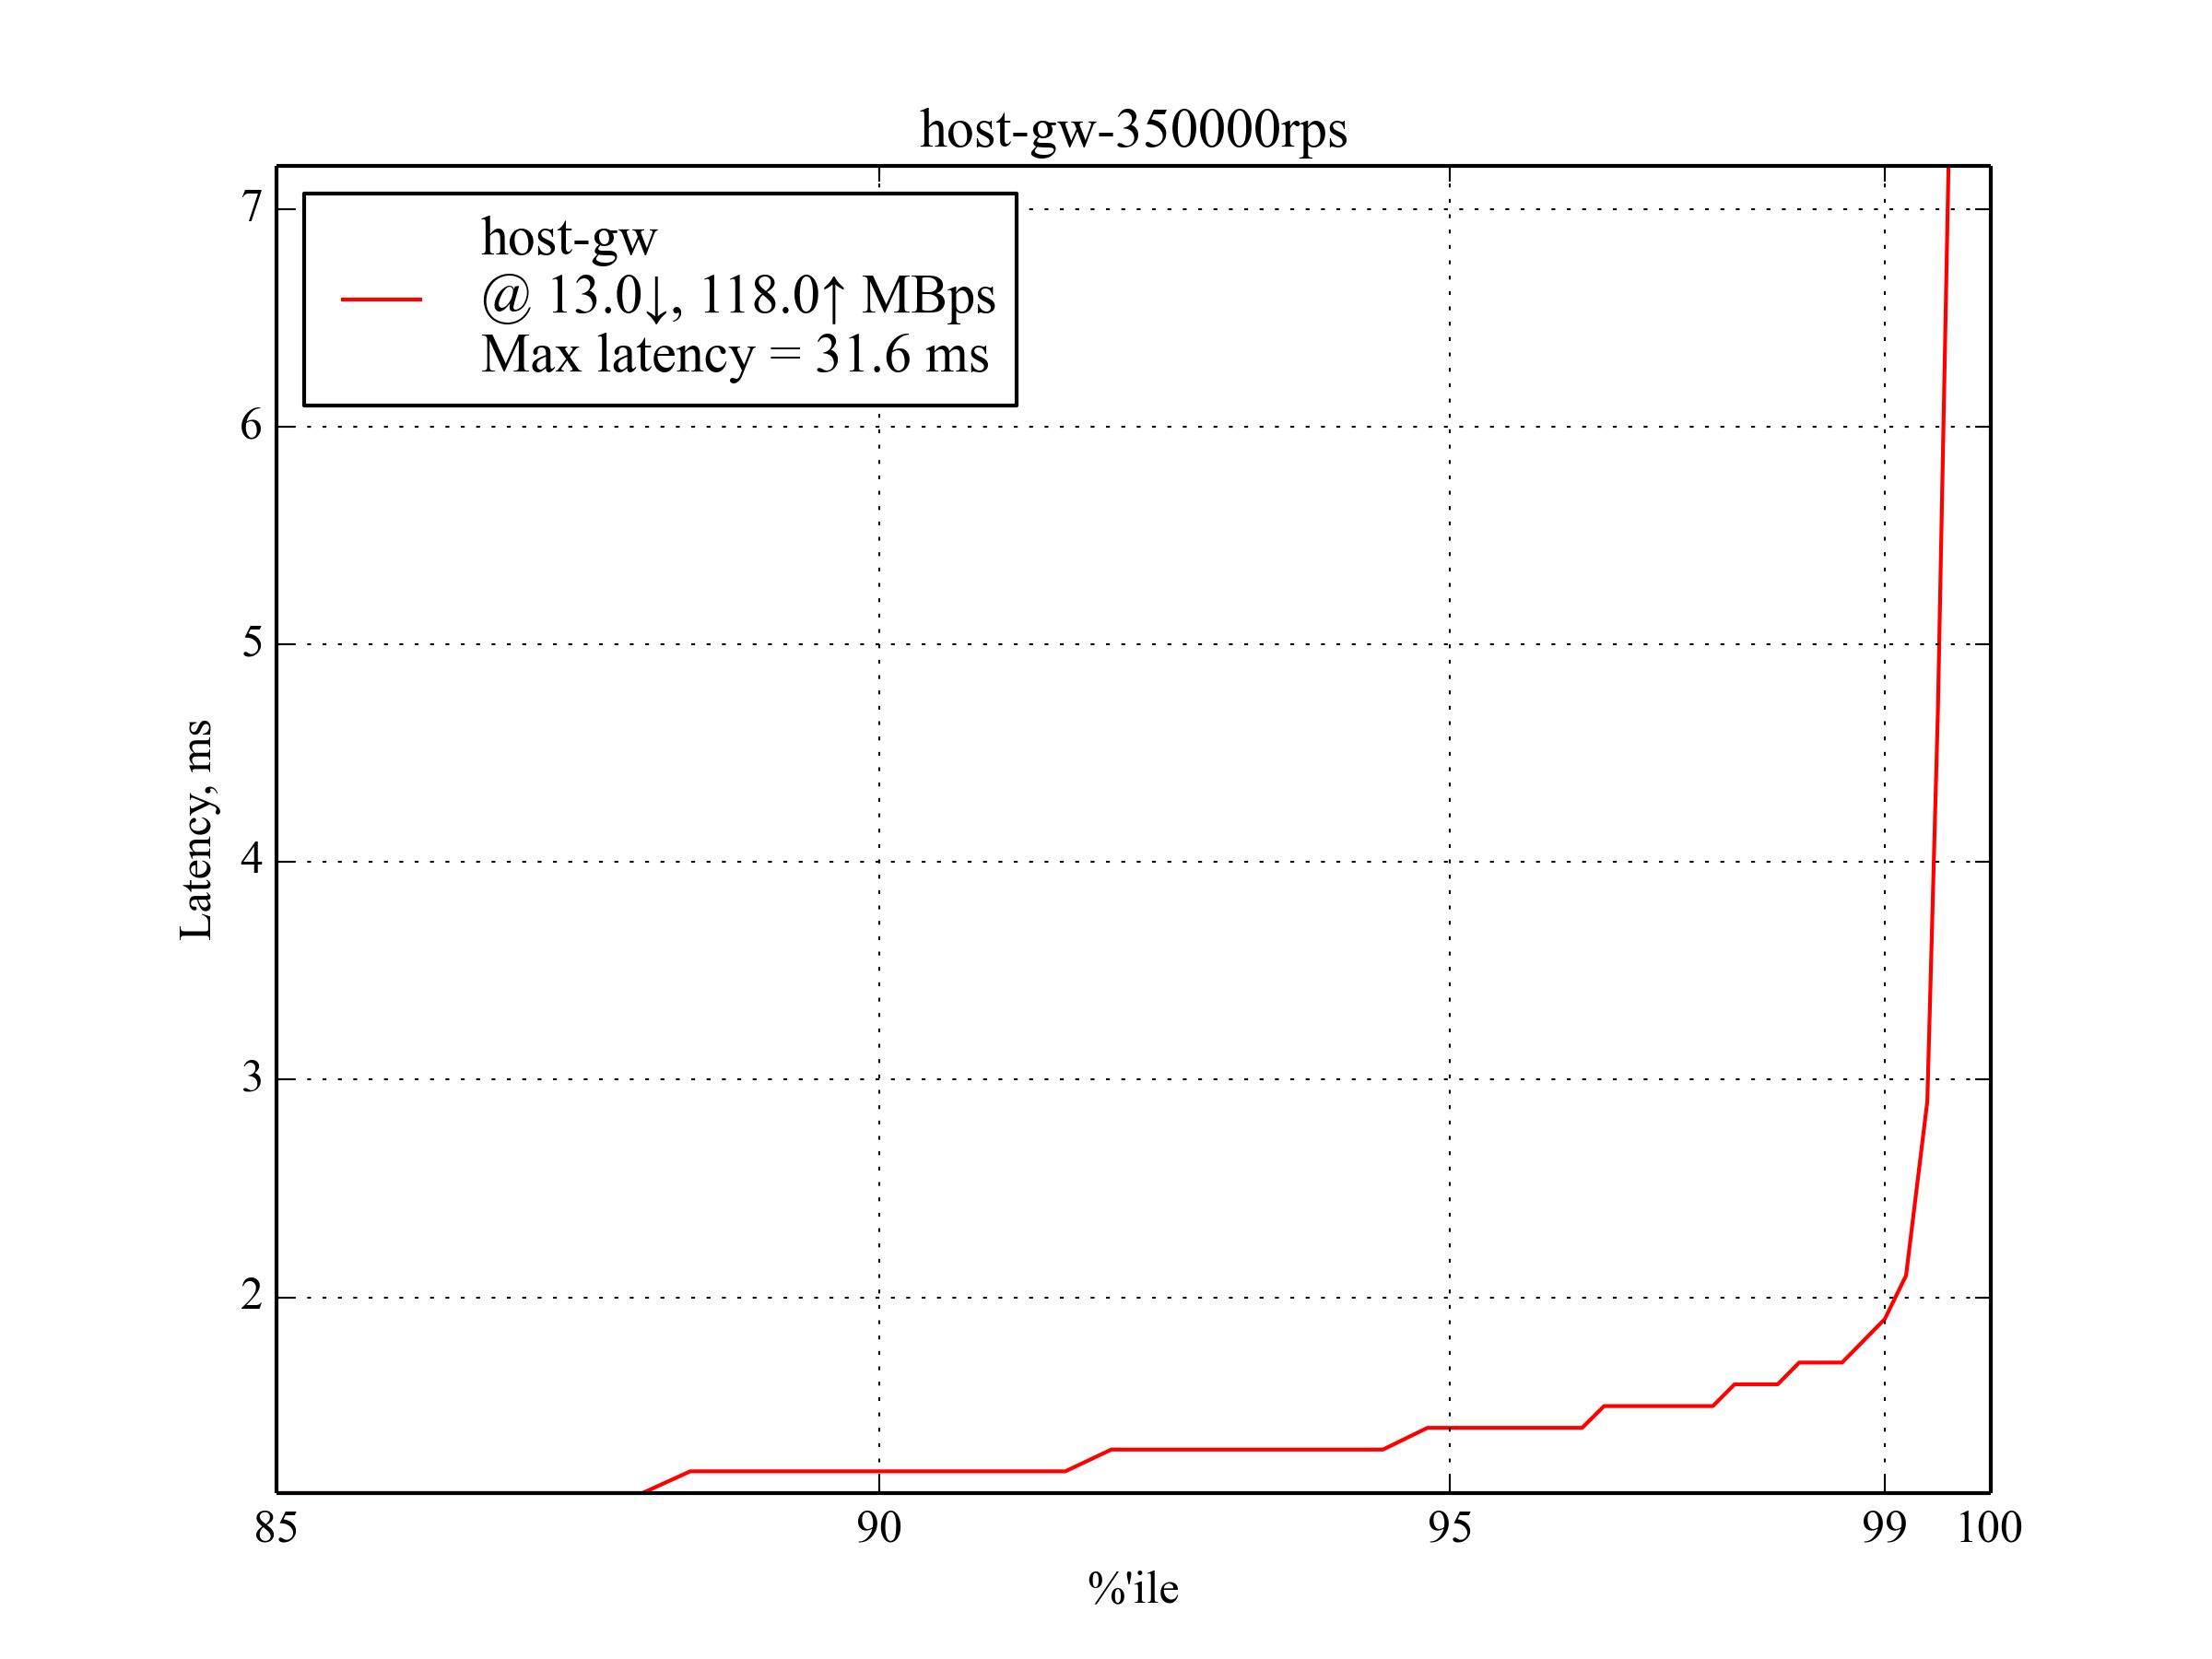 host-gw-350000rps
host-gw
@ 13.0↓, 118.0↑ MBps
Max latency = 31.6 ms
7
6
5
4
3
2
Latency, ms
85 90 95 99 100
%'ile